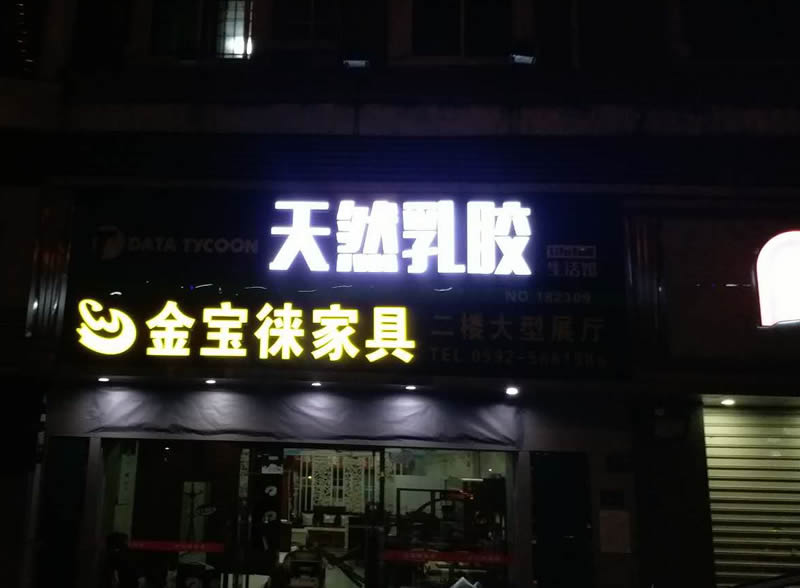 DATA TYCOON 天然乳胶 生活馆
NO.182309
金宝徕家具 二楼大型展厅